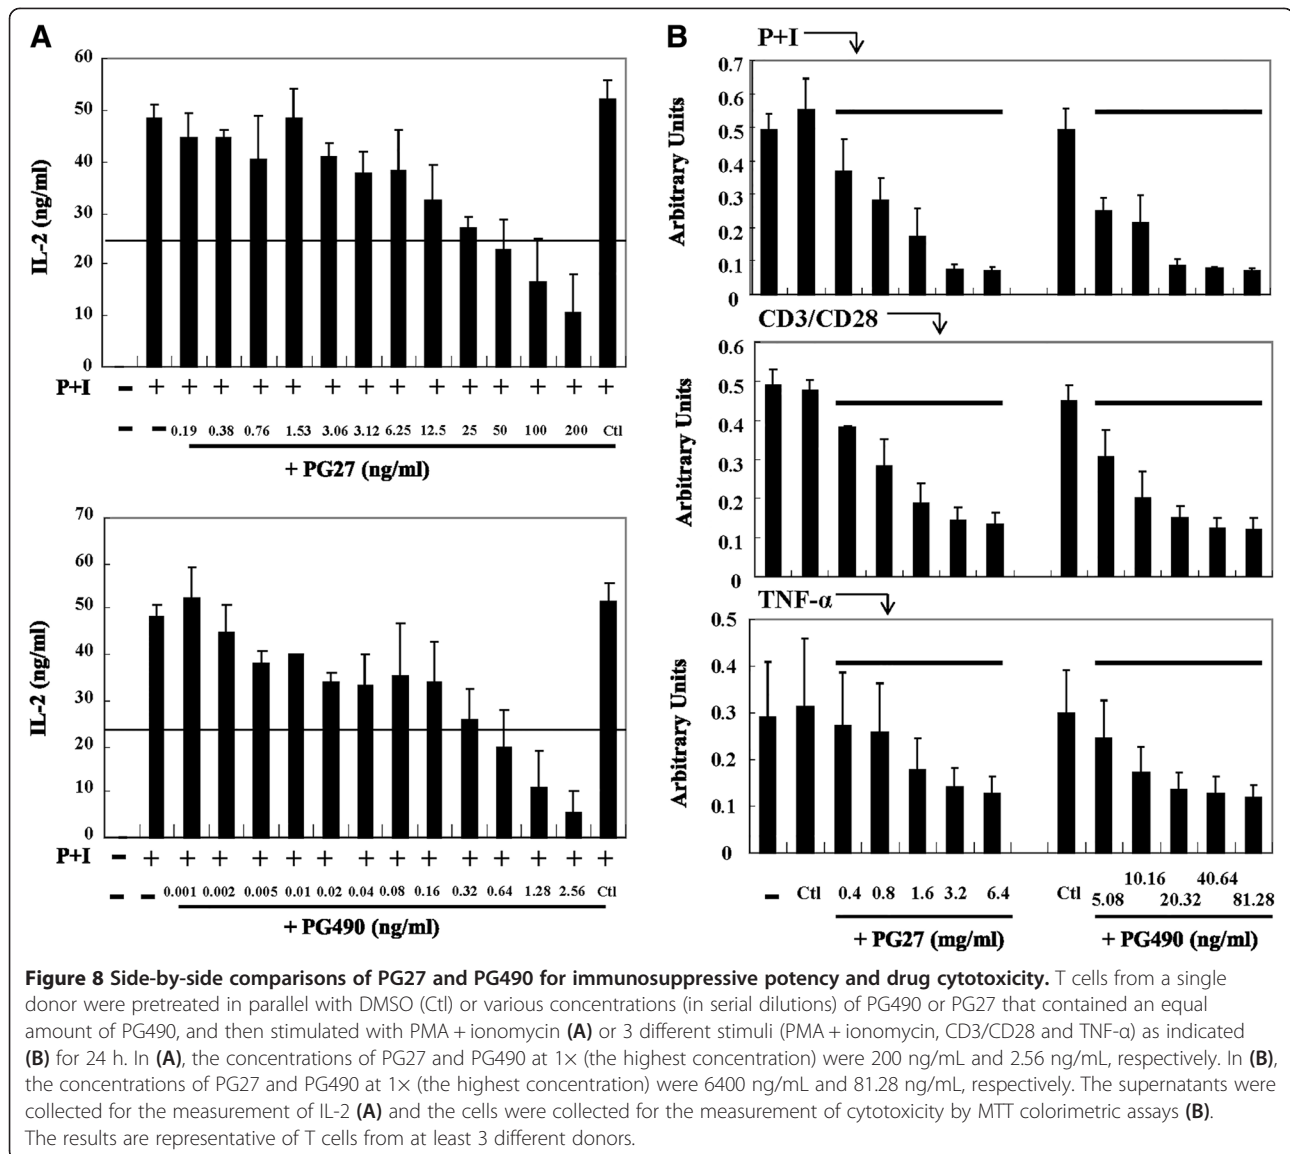 A
60
50
40
30
20
10
0
IL-2 (ng/ml)
P+I − + + + + + + + + + + + + +
− − 0.19 0.38 0.76 1.53 3.06 3.12 6.25 12.5 25 50 100 200 Ctl
+ PG27 (ng/ml)
70
60
50
40
30
20
10
0
IL-2 (ng/ml)
P+I − + + + + + + + + + + + + + +
− − 0.001 0.002 0.005 0.01 0.02 0.04 0.08 0.16 0.32 0.64 1.28 2.56 Ctl
+ PG490 (ng/ml)
B
P+I
0.7
0.6
0.5
0.4
0.3
0.2
0.1
0
Arbitrary Units
CD3/CD28
0.6
0.5
0.4
0.3
0.2
0.1
0
Arbitrary Units
TNF-α
0.5
0.4
0.3
0.2
0.1
0
Arbitrary Units
− Ctl 0.4 0.8 1.6 3.2 6.4 Ctl 5.08 10.16 20.32 40.64 81.28
+ PG27 (mg/ml) + PG490 (ng/ml)
Figure 8 Side-by-side comparisons of PG27 and PG490 for immunosuppressive potency and drug cytotoxicity. T cells from a single
donor were pretreated in parallel with DMSO (Ctl) or various concentrations (in serial dilutions) of PG490 or PG27 that contained an equal
amount of PG490, and then stimulated with PMA + ionomycin (A) or 3 different stimuli (PMA + ionomycin, CD3/CD28 and TNF-α) as indicated
(B) for 24 h. In (A), the concentrations of PG27 and PG490 at 1× (the highest concentration) were 200 ng/mL and 2.56 ng/mL, respectively. In (B),
the concentrations of PG27 and PG490 at 1× (the highest concentration) were 6400 ng/mL and 81.28 ng/mL, respectively. The supernatants were
collected for the measurement of IL-2 (A) and the cells were collected for the measurement of cytotoxicity by MTT colorimetric assays (B).
The results are representative of T cells from at least 3 different donors.